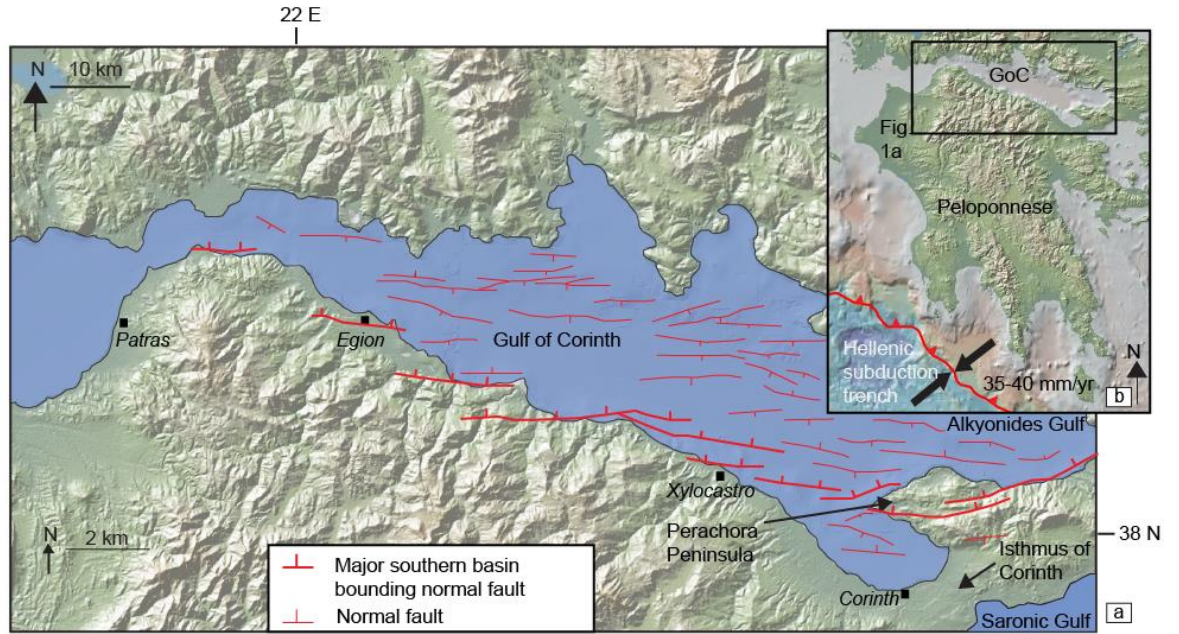 22 E
N
10 km
GoC
Fig
1a
Peloponnese
Patras
Egion
Gulf of Corinth
Hellenic
subduction
trench
35-40 mm/yr
N
b
Alkyonides Gulf
Xylocastro
Perachora
Peninsula
38 N
N
2 km
Isthmus of
Corinth
Major southern basin
bounding normal fault
Normal fault
Corinth
Saronic Gulf
a